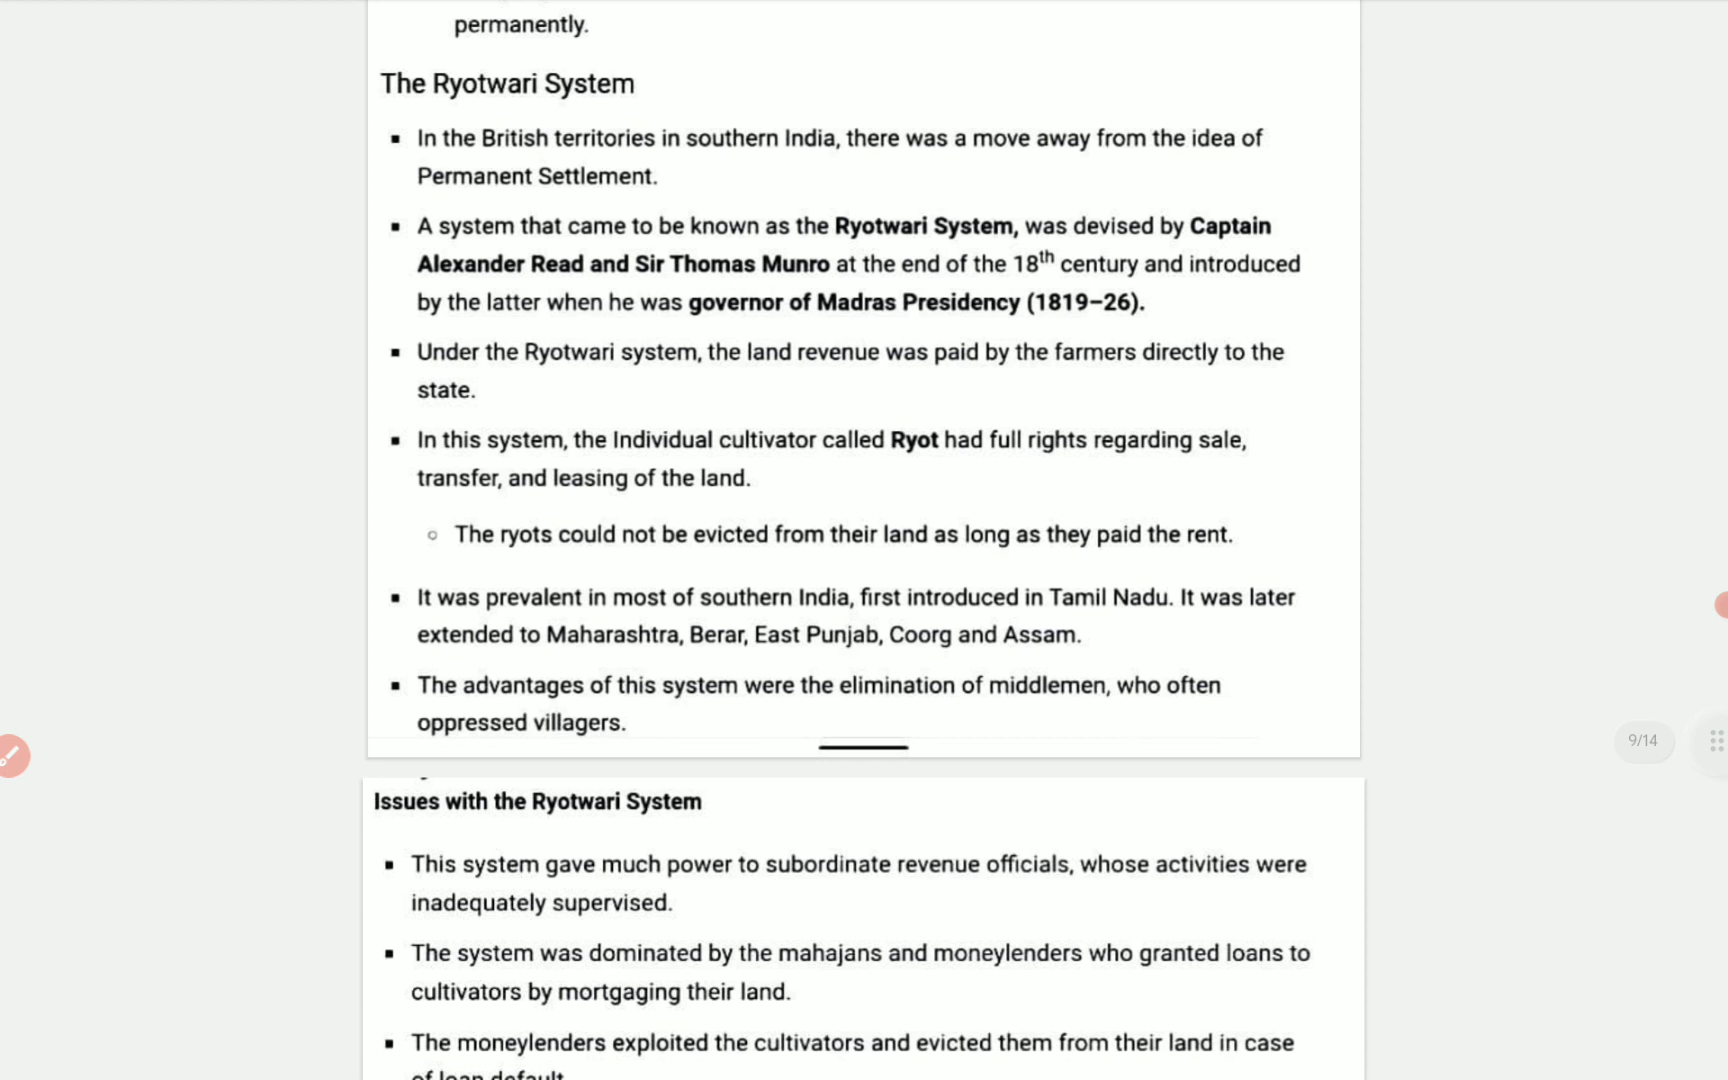 permanently.
The Ryotwari System
▪ In the British territories in southern India, there was a move away from the idea of
Permanent Settlement.
▪ A system that came to be known as the Ryotwari System, was devised by Captain
Alexander Read and Sir Thomas Munro at the end of the 18th century and introduced
by the latter when he was governor of Madras Presidency (1819–26).
▪ Under the Ryotwari system, the land revenue was paid by the farmers directly to the
state.
▪ In this system, the Individual cultivator called Ryot had full rights regarding sale,
transfer, and leasing of the land.
○ The ryots could not be evicted from their land as long as they paid the rent.
▪ It was prevalent in most of southern India, first introduced in Tamil Nadu. It was later
extended to Maharashtra, Berar, East Punjab, Coorg and Assam.
▪ The advantages of this system were the elimination of middlemen, who often
oppressed villagers.
9/14
Issues with the Ryotwari System
▪ This system gave much power to subordinate revenue officials, whose activities were
inadequately supervised.
▪ The system was dominated by the mahajans and moneylenders who granted loans to
cultivators by mortgaging their land.
▪ The moneylenders exploited the cultivators and evicted them from their land in case
of loan default